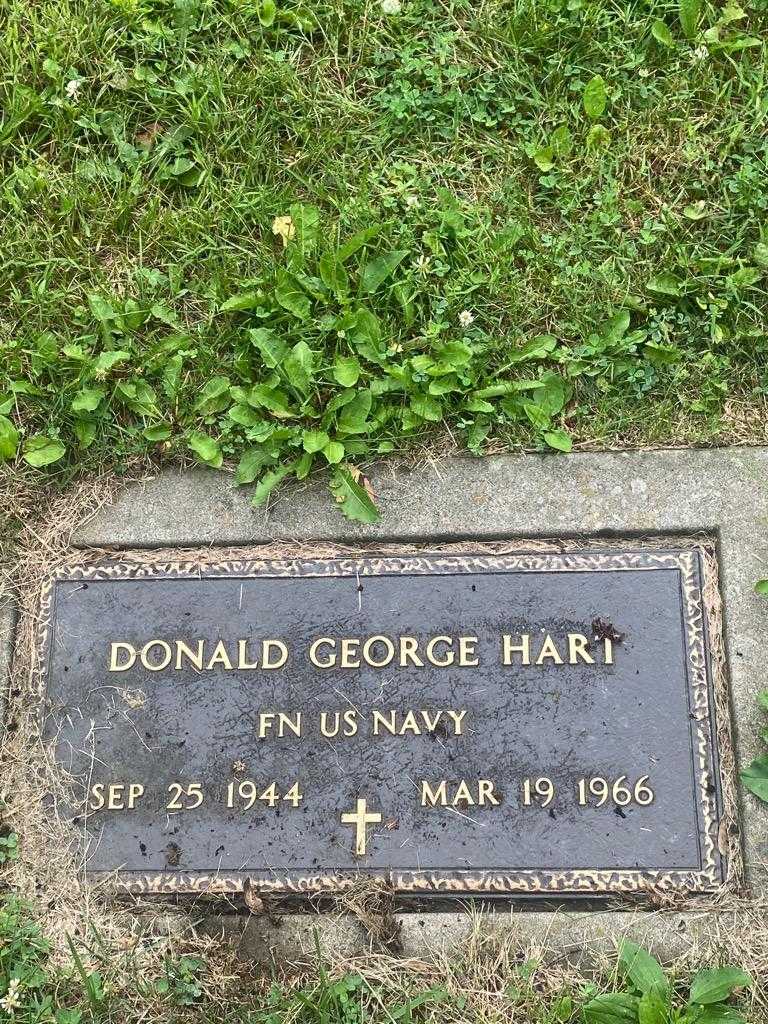 DONALD GEORGE HART
FN US NAVY
SEP 25 1944 MAR 19 1966